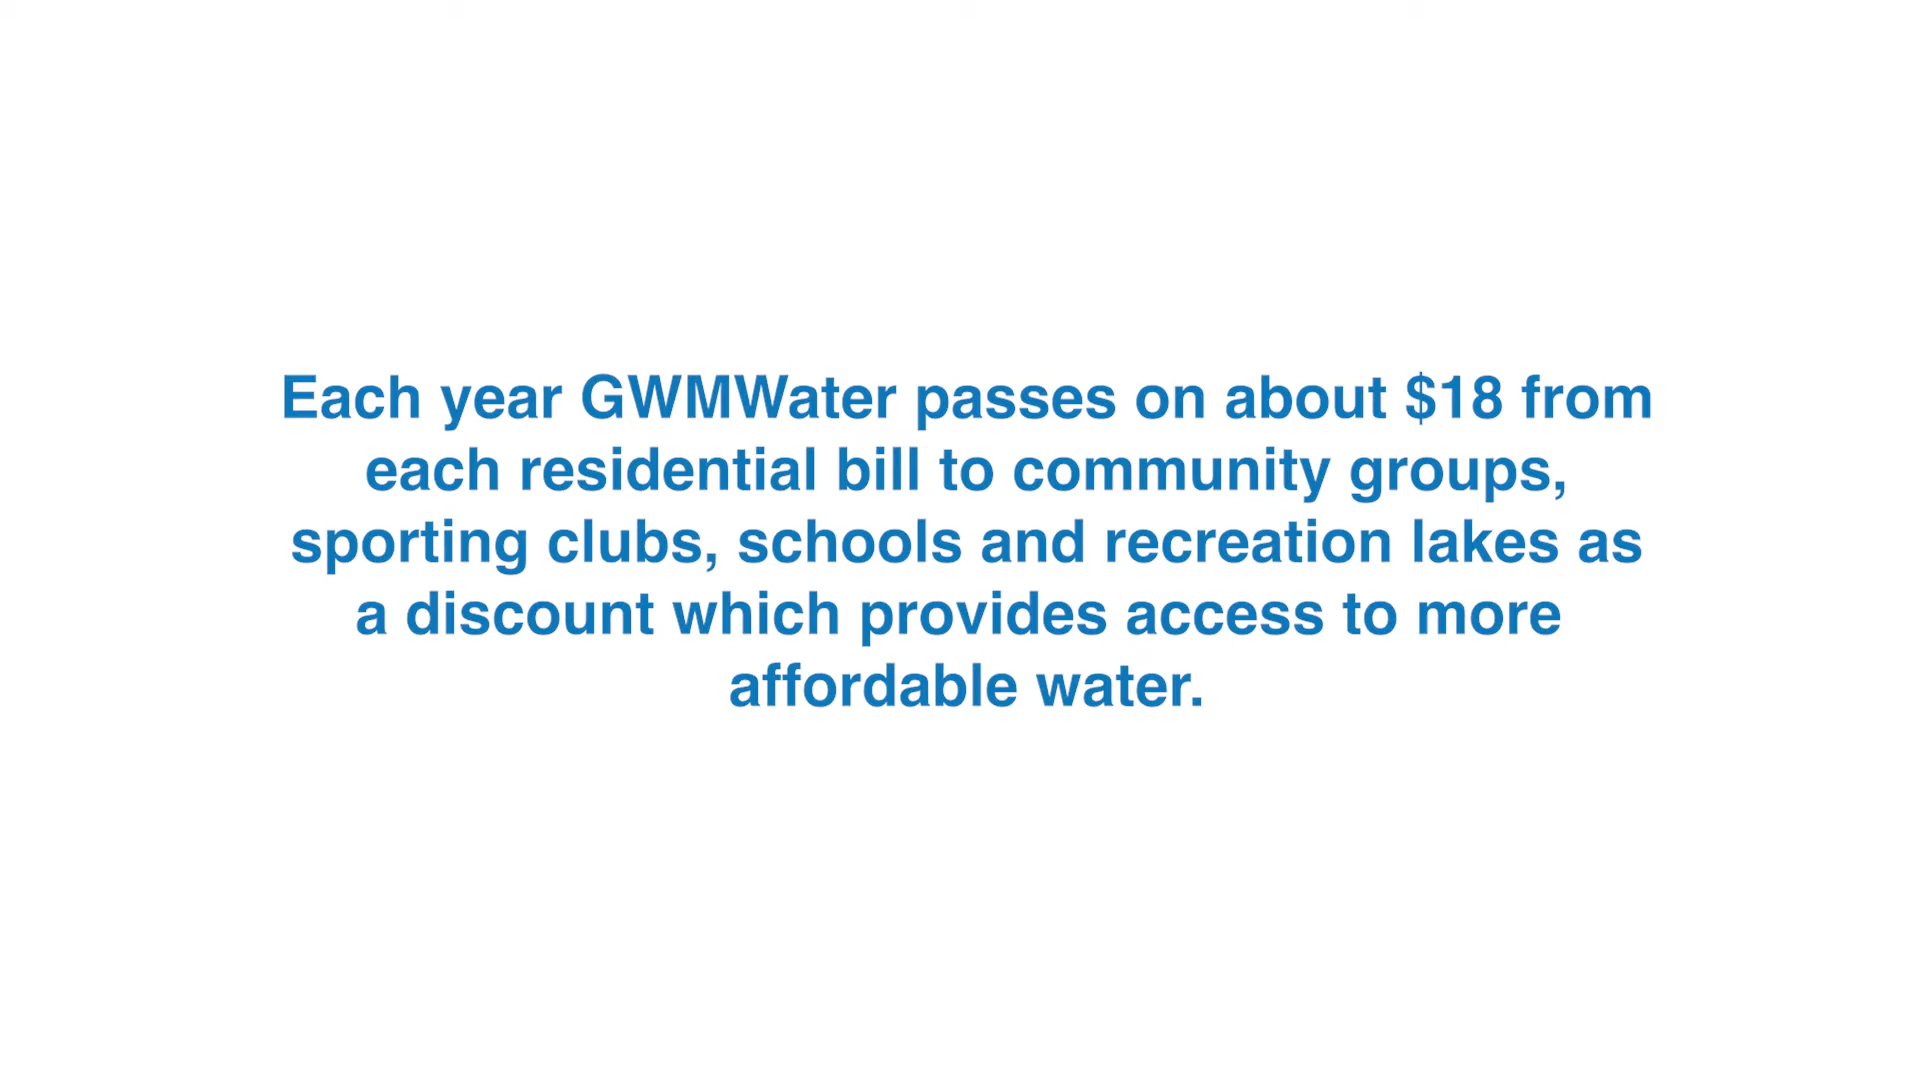 Each year GWMWater passes on about $18 from
each residential bill to community groups,
sporting clubs, schools and recreation lakes as
a discount which provides access to more
affordable water.